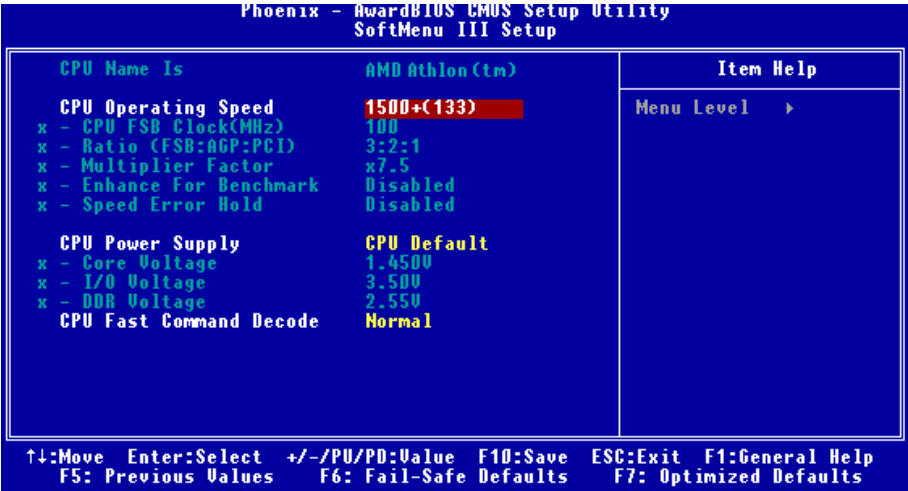 Phoenix - AwardBIOS CMOS Setup Utility
SoftMenu III Setup
CPU Name Is AMD Athlon(tm)
Item Help
CPU Operating Speed 1500+(133)
Menu Level ▸
x - CPU FSB Clock(MHz) 100
x - Ratio (FSB:AGP:PCI) 3:2:1
x - Multiplier Factor x7.5
x - Enhance For Benchmark Disabled
x - Speed Error Hold Disabled
CPU Power Supply CPU Default
x - Core Voltage 1.450V
x - I/O Voltage 3.50V
x - DDR Voltage 2.55V
CPU Fast Command Decode Normal
↑↓:Move Enter:Select +/-/PU/PD:Value F10:Save ESC:Exit F1:General Help
F5: Previous Values F6: Fail-Safe Defaults F7: Optimized Defaults